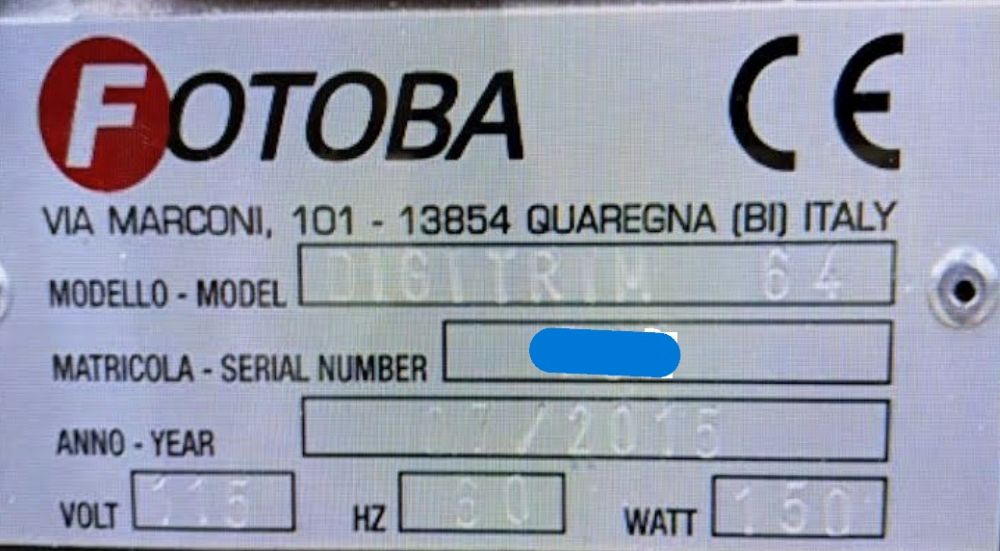 FOTOBA CE
VIA MARCONI, 101 - 13854 QUAREGNA (BI) ITALY
MODELLO - MODEL DIGITRIM 64
MATRICOLA - SERIAL NUMBER
ANNO - YEAR 07/2015
VOLT 115 HZ 60 WATT 150